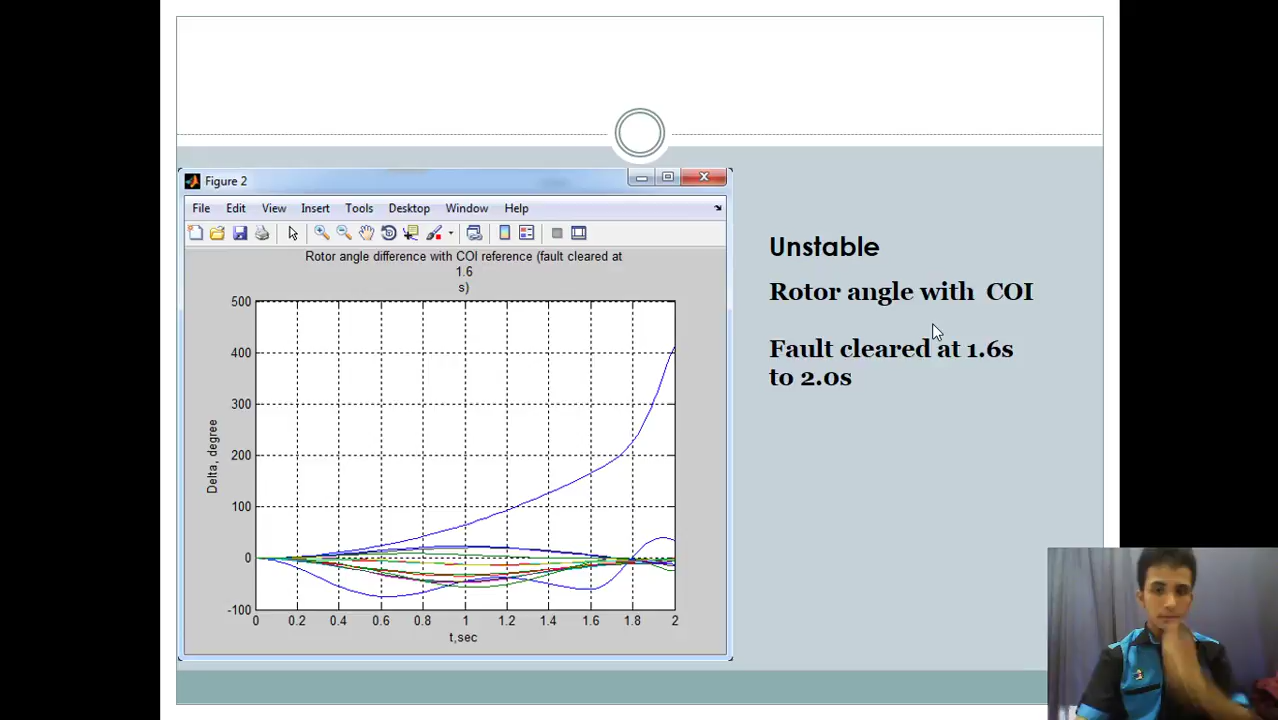 Figure 2
File Edit View Insert Tools Desktop Window Help
Rotor angle difference with COI reference (fault cleared at
1.6
s)
500
400
300
200
100
0
-100
0 0.2 0.4 0.6 0.8 1 1.2 1.4 1.6 1.8 2
Delta, degree
t,sec
Unstable
Rotor angle with COI
Fault cleared at 1.6s
to 2.0s